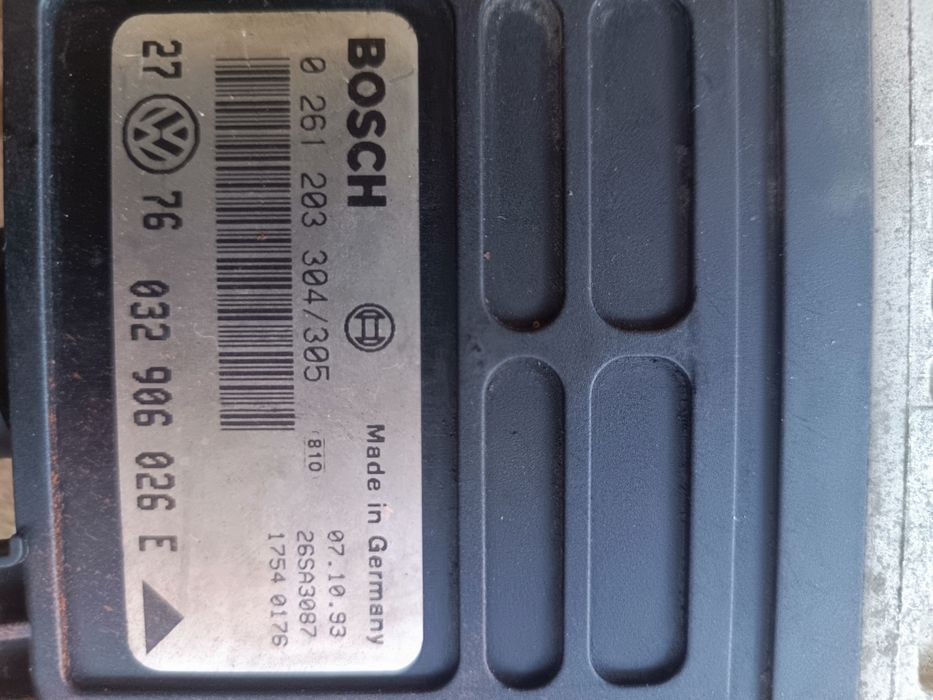 BOSCH
Made in Germany
0 261 203 304/305
810
07.10.93
26SA3087
1754 0176
27 76 032 906 026 E